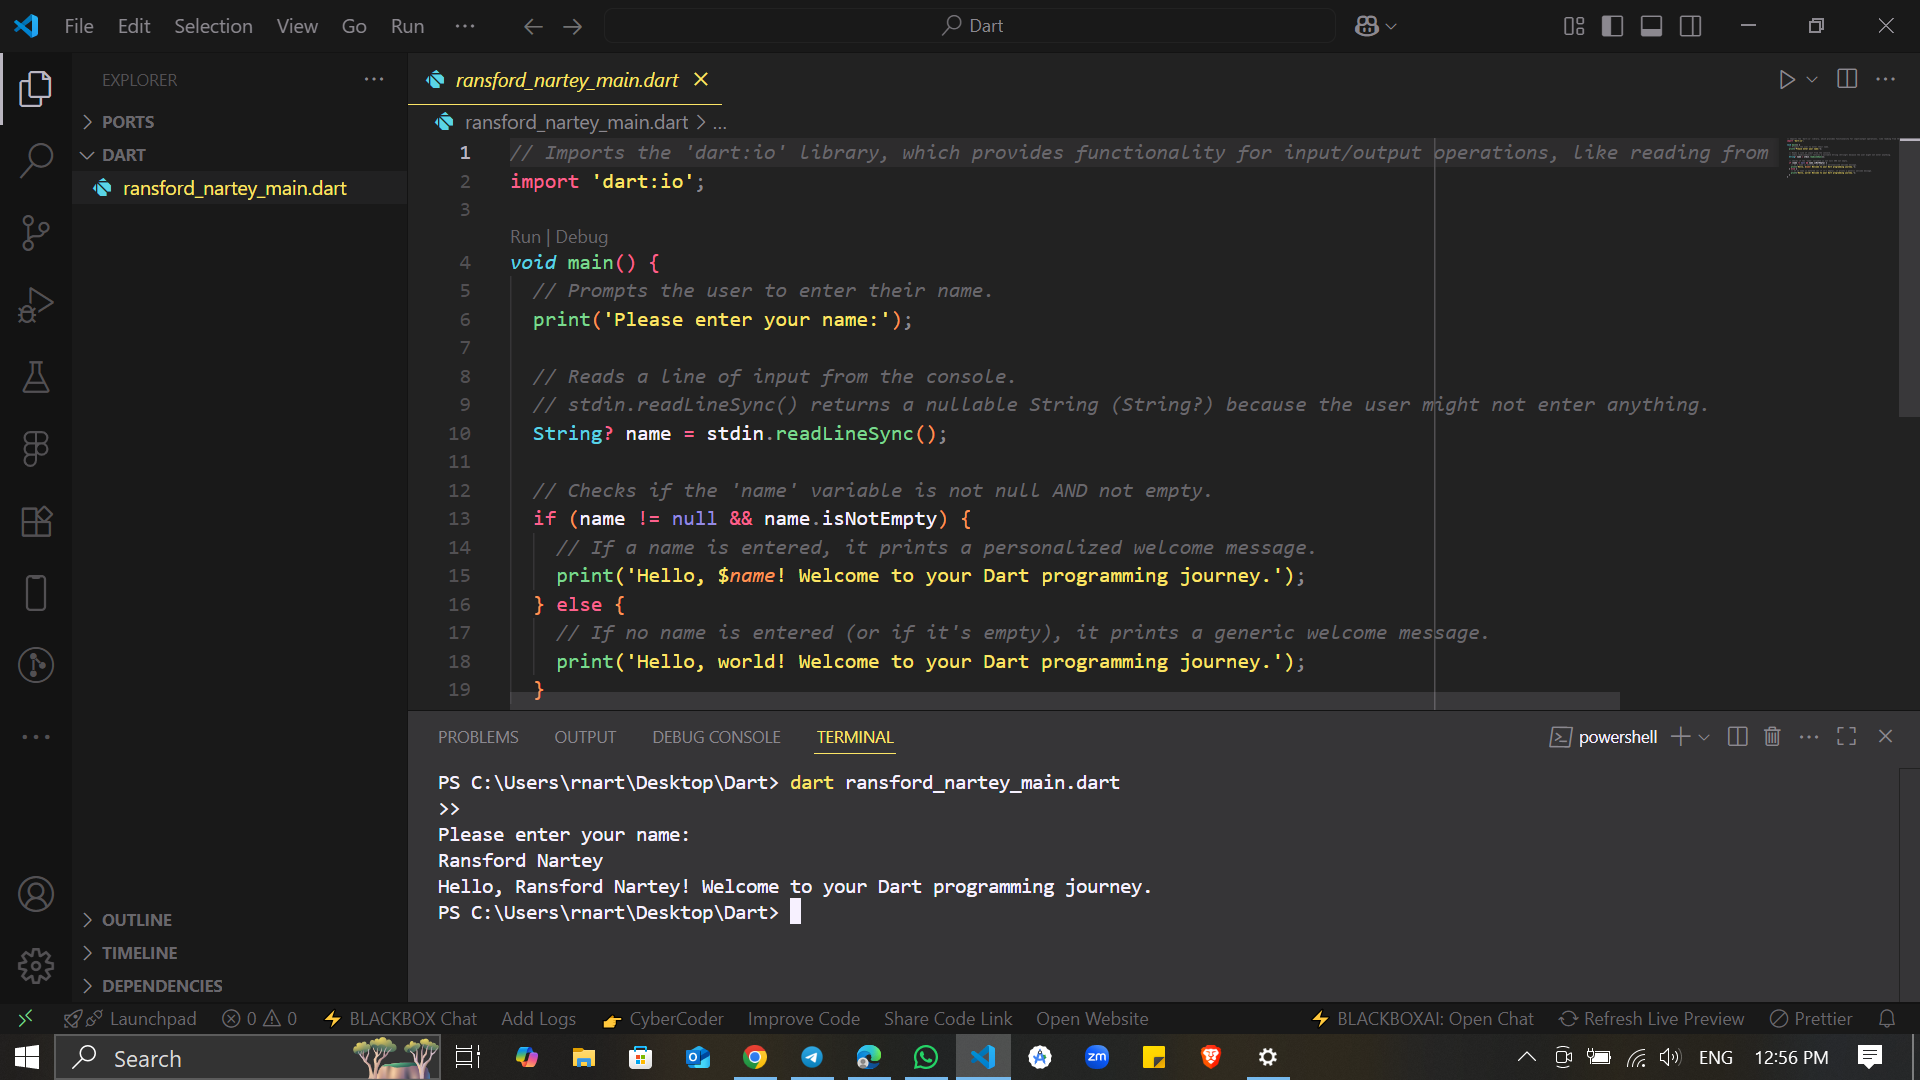 File Edit Selection View Go Run ··· Dart
EXPLORER ···
PORTS
DART
ransford_nartey_main.dart
ransford_nartey_main.dart
ransford_nartey_main.dart > ...
1 // Imports the 'dart:io' library, which provides functionality for input/output operations, like reading from
2 import 'dart:io';
3
Run | Debug
4 void main() {
5 // Prompts the user to enter their name.
6 print('Please enter your name:');
7
8 // Reads a line of input from the console.
9 // stdin.readLineSync() returns a nullable String (String?) because the user might not enter anything.
10 String? name = stdin.readLineSync();
11
12 // Checks if the 'name' variable is not null AND not empty.
13 if (name != null && name.isNotEmpty) {
14 // If a name is entered, it prints a personalized welcome message.
15 print('Hello, $name! Welcome to your Dart programming journey.');
16 } else {
17 // If no name is entered (or if it's empty), it prints a generic welcome message.
18 print('Hello, world! Welcome to your Dart programming journey.');
19 }
PROBLEMS OUTPUT DEBUG CONSOLE TERMINAL powershell
PS C:\Users\rnart\Desktop\Dart> dart ransford_nartey_main.dart
>>
Please enter your name:
Ransford Nartey
Hello, Ransford Nartey! Welcome to your Dart programming journey.
PS C:\Users\rnart\Desktop\Dart>
OUTLINE
TIMELINE
DEPENDENCIES
Launchpad 0 0 BLACKBOX Chat Add Logs CyberCoder Improve Code Share Code Link Open Website BLACKBOXAI: Open Chat Refresh Live Preview Prettier
Search zm ENG 12:56 PM